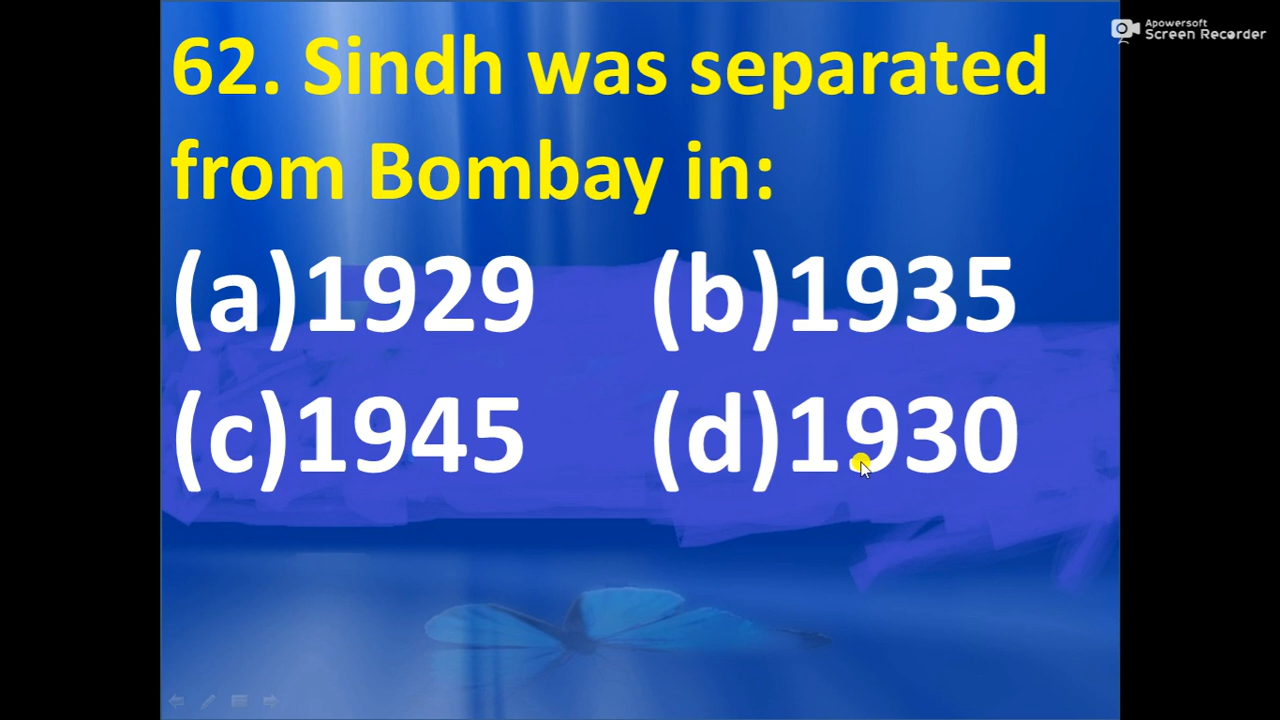 Apowersoft
Screen Recorder
62. Sindh was separated
from Bombay in:
(a)1929 (b)1935
(c)1945 (d)1930